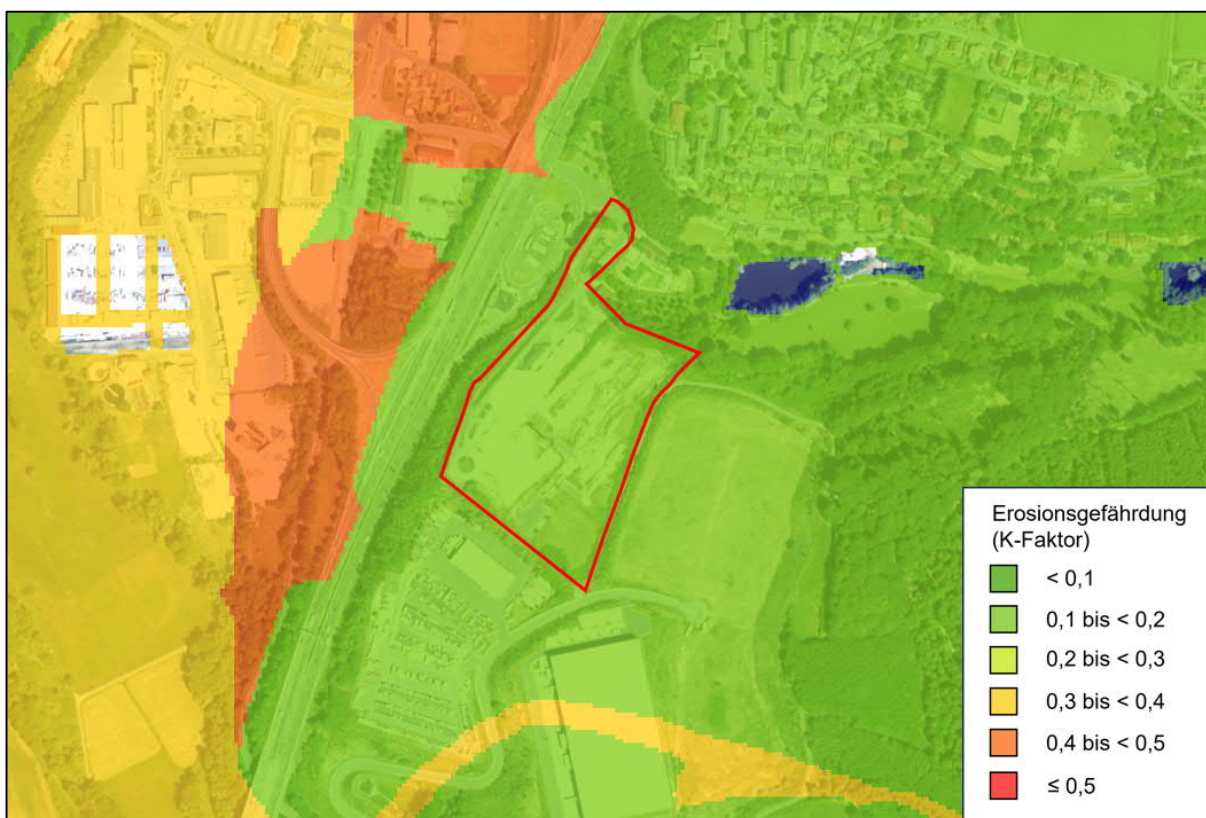 Erosionsgefährdung
(K-Faktor)
< 0,1
0,1 bis < 0,2
0,2 bis < 0,3
0,3 bis < 0,4
0,4 bis < 0,5
≤ 0,5